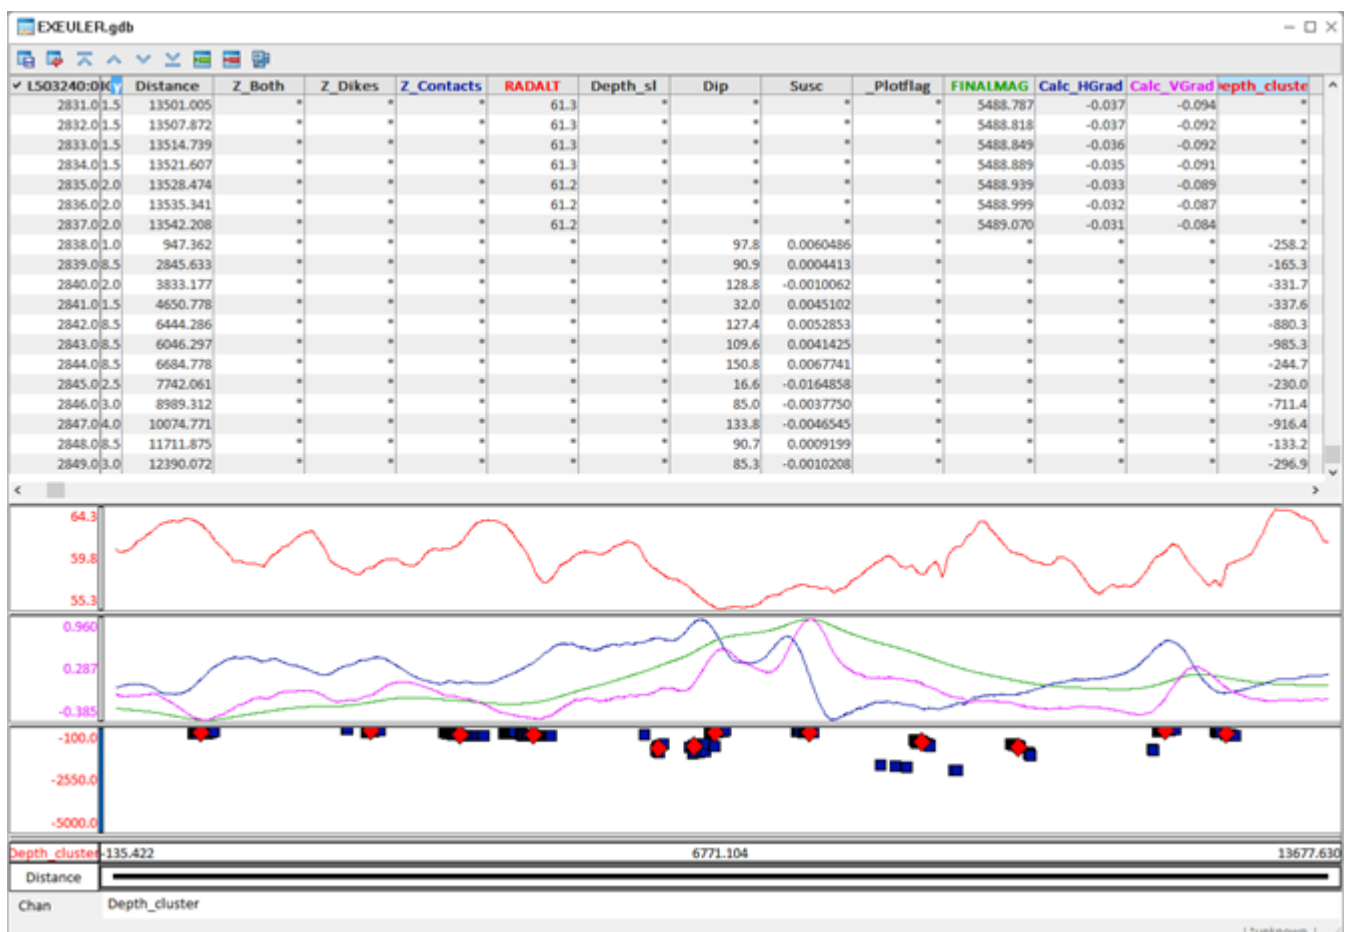 EXEULER.gdb
✓ L503240:0 y Distance Z_Both Z_Dikes Z_Contacts RADALT Depth_sl Dip Susc _Plotflag FINALMAG Calc_HGrad Calc_VGrad epth_cluste
2831.0 1.5 13501.005 * * * 61.3 * * * * 5488.787 -0.037 -0.094 *
2832.0 1.5 13507.872 * * * 61.3 * * * * 5488.818 -0.037 -0.092 *
2833.0 1.5 13514.739 * * * 61.3 * * * * 5488.849 -0.036 -0.092 *
2834.0 1.5 13521.607 * * * 61.3 * * * * 5488.889 -0.035 -0.091 *
2835.0 2.0 13528.474 * * * 61.2 * * * * 5488.939 -0.033 -0.089 *
2836.0 2.0 13535.341 * * * 61.2 * * * * 5488.999 -0.032 -0.087 *
2837.0 2.0 13542.208 * * * 61.2 * * * * 5489.070 -0.031 -0.084 *
2838.0 1.0 947.362 * * * * * 97.8 0.0060486 * * * * -258.2
2839.0 8.5 2845.633 * * * * * 90.9 0.0004413 * * * * -165.3
2840.0 2.0 3833.177 * * * * * 128.8 -0.0010062 * * * * -331.7
2841.0 1.5 4650.778 * * * * * 32.0 0.0045102 * * * * -337.6
2842.0 8.5 6444.286 * * * * * 127.4 0.0052853 * * * * -880.3
2843.0 8.5 6046.297 * * * * * 109.6 0.0041425 * * * * -985.3
2844.0 8.5 6684.778 * * * * * 150.8 0.0067741 * * * * -244.7
2845.0 2.5 7742.061 * * * * * 16.6 -0.0164858 * * * * -230.0
2846.0 3.0 8989.312 * * * * * 85.0 -0.0037750 * * * * -711.4
2847.0 4.0 10074.771 * * * * * 133.8 -0.0046545 * * * * -916.4
2848.0 8.5 11711.875 * * * * * 90.7 0.0009199 * * * * -133.2
2849.0 3.0 12390.072 * * * * * 85.3 -0.0010208 * * * * -296.9
64.3
59.8
55.3
0.960
0.287
-0.385
-100.0
-2550.0
-5000.0
Depth_cluster -135.422 6771.104 13677.630
Distance
Chan Depth_cluster